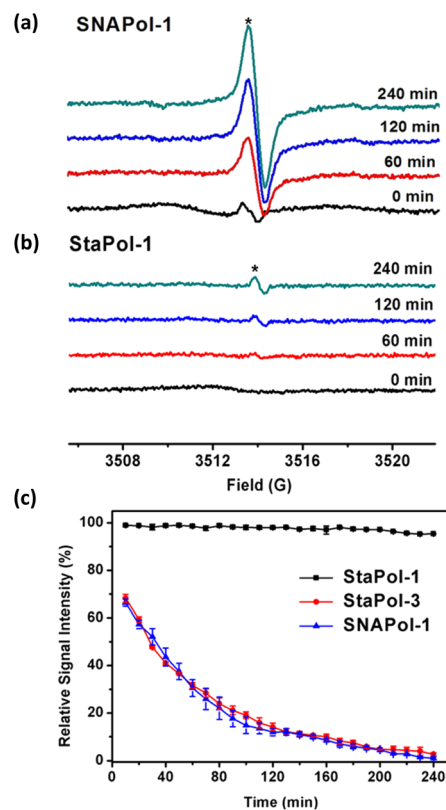 (a)
SNAPol-1
*
240 min
120 min
60 min
0 min
(b)
StaPol-1
*
240 min
120 min
60 min
0 min
3508 3512 3516 3520
Field (G)
(c)
Relative Signal Intensity (%)
100
80
60
40
20
0
StaPol-1
StaPol-3
SNAPol-1
0 40 80 120 160 200 240
Time (min)